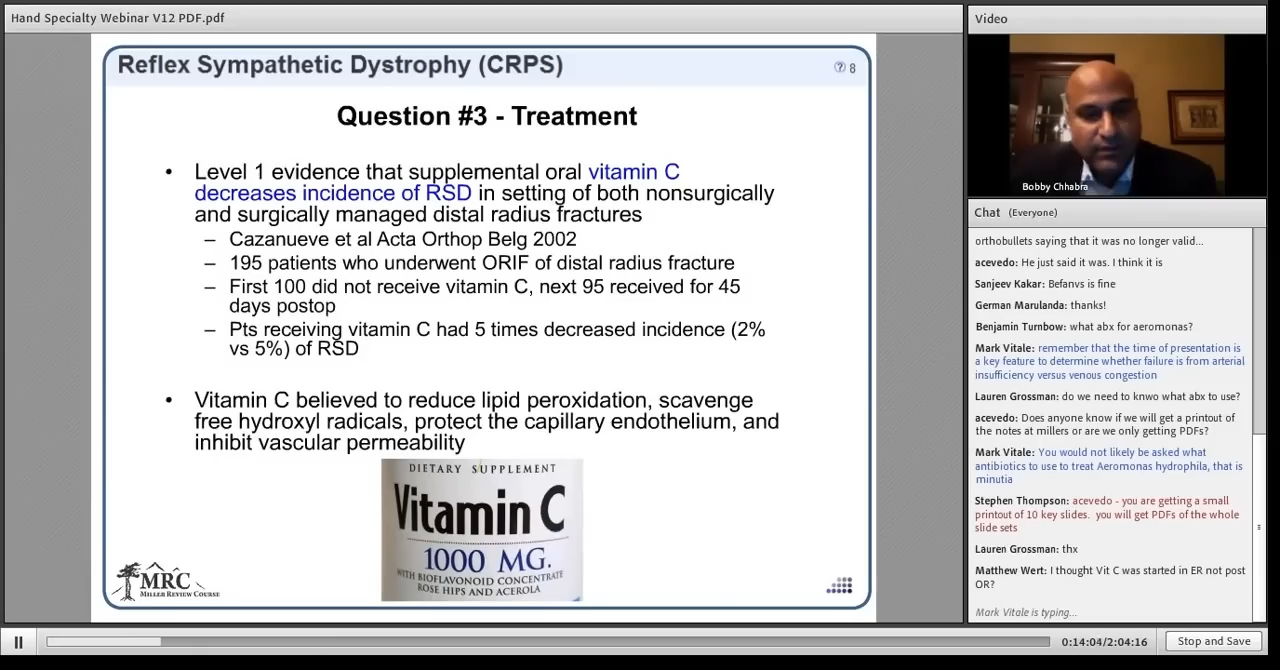 Hand Specialty Webinar V12 PDF.pdf
Reflex Sympathetic Dystrophy (CRPS)
? 8
Question #3 - Treatment
• Level 1 evidence that supplemental oral vitamin C
decreases incidence of RSD in setting of both nonsurgically
and surgically managed distal radius fractures
– Cazanueve et al Acta Orthop Belg 2002
– 195 patients who underwent ORIF of distal radius fracture
– First 100 did not receive vitamin C, next 95 received for 45
days postop
– Pts receiving vitamin C had 5 times decreased incidence (2%
vs 5%) of RSD
• Vitamin C believed to reduce lipid peroxidation, scavenge
free hydroxyl radicals, protect the capillary endothelium, and
inhibit vascular permeability
DIETARY SUPPLEMENT
Vitamin C
1000 MG.
WITH BIOFLAVONOID CONCENTRATE
ROSE HIPS AND ACEROLA
MRC
MILLER REVIEW COURSE
Video
Bobby Chhabra
Chat (Everyone)
orthobullets saying that it was no longer valid...
acevedo: He just said it was. I think it is
Sanjeev Kakar: Befanvs is fine
German Marulanda: thanks!
Benjamin Turnbow: what abx for aeromonas?
Mark Vitale: remember that the time of presentation is
a key feature to determine whether failure is from arterial
insufficiency versus venous congestion
Lauren Grossman: do we need to knwo what abx to use?
acevedo: Does anyone know if we will get a printout of
the notes at millers or are we only getting PDFs?
Mark Vitale: You would not likely be asked what
antibiotics to use to treat Aeromonas hydrophila, that is
minutia
Stephen Thompson: acevedo - you are getting a small
printout of 10 key slides. you will get PDFs of the whole
slide sets
Lauren Grossman: thx
Matthew Wert: I thought Vit C was started in ER not post
OR?
Mark Vitale is typing...
0:14:04/2:04:16
Stop and Save